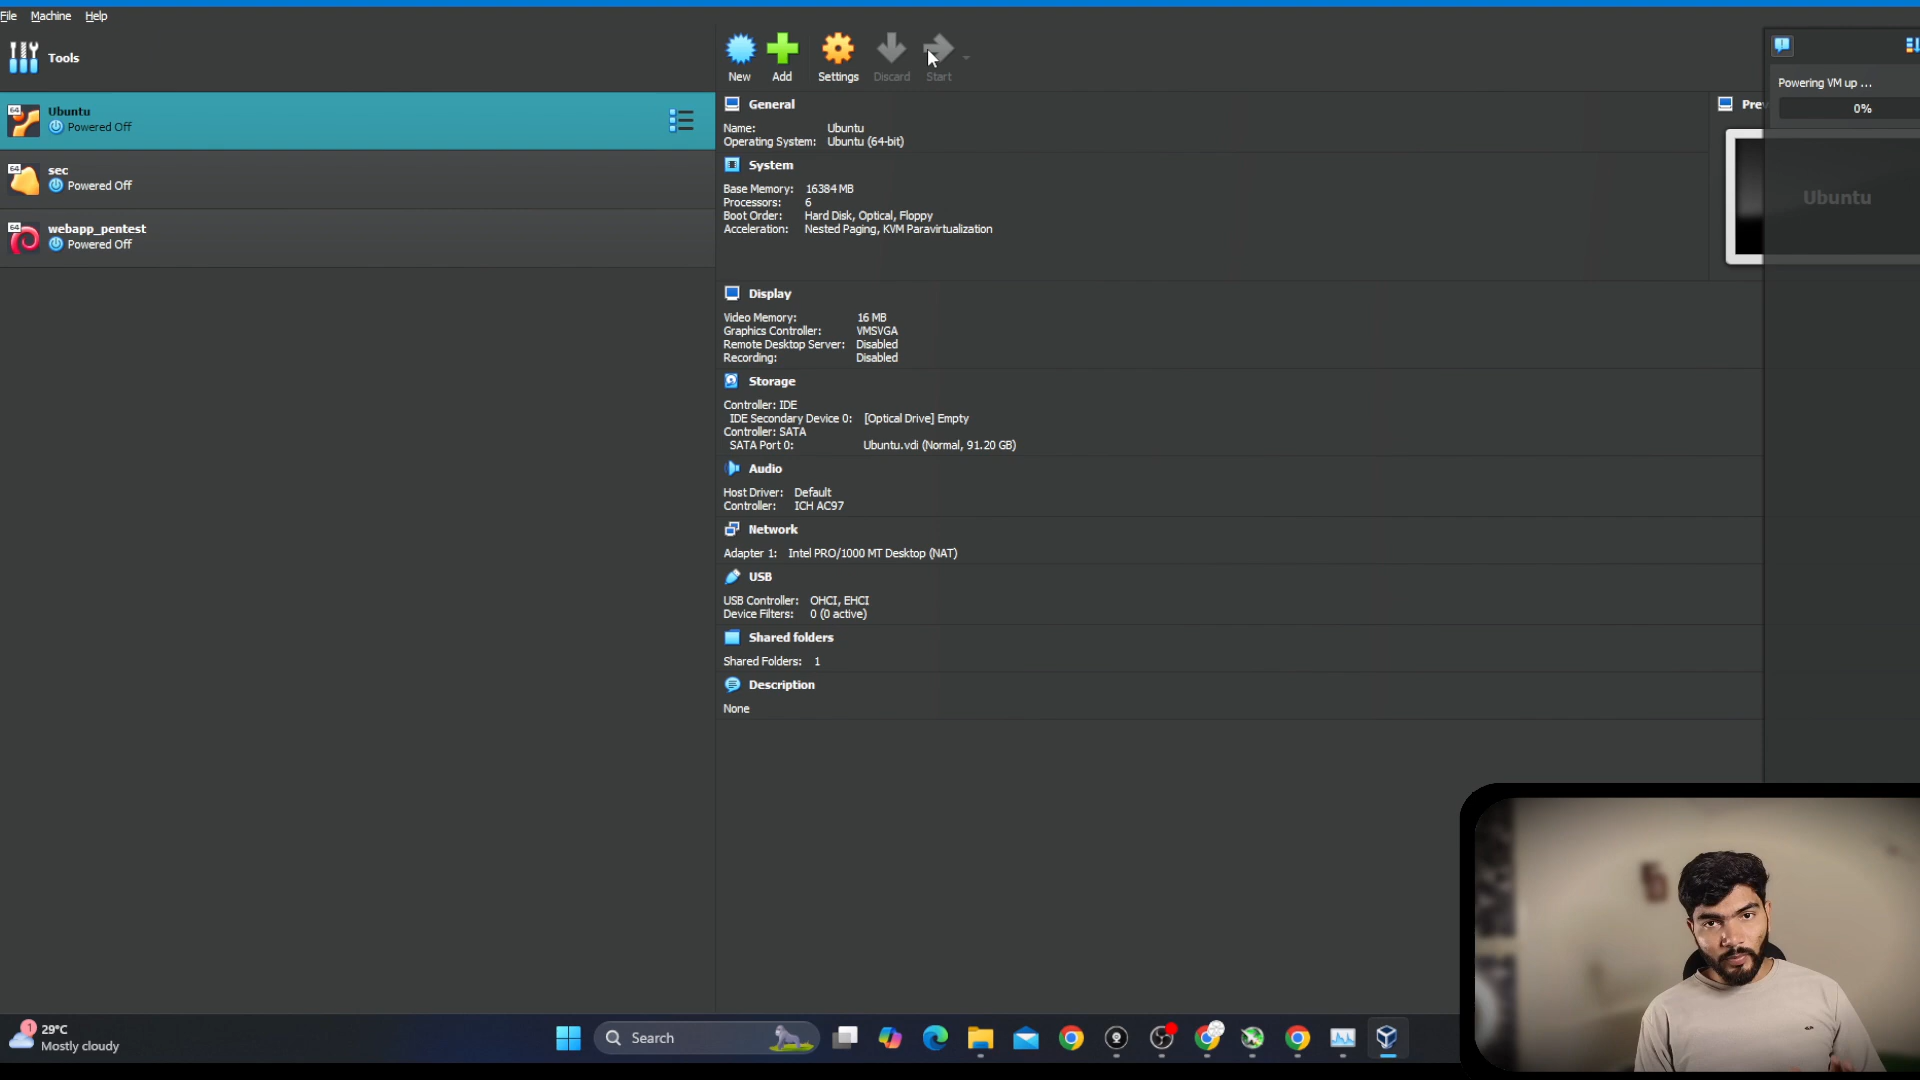 File Machine Help
Tools
New Add Settings Discard Start
Ubuntu
Powered Off
sec
Powered Off
webapp_pentest
Powered Off
General
Name: Ubuntu
Operating System: Ubuntu (64-bit)
System
Base Memory: 16384 MB
Processors: 6
Boot Order: Hard Disk, Optical, Floppy
Acceleration: Nested Paging, KVM Paravirtualization
Display
Video Memory: 16 MB
Graphics Controller: VMSVGA
Remote Desktop Server: Disabled
Recording: Disabled
Storage
Controller: IDE
IDE Secondary Device 0: [Optical Drive] Empty
Controller: SATA
SATA Port 0: Ubuntu.vdi (Normal, 91.20 GB)
Audio
Host Driver: Default
Controller: ICH AC97
Network
Adapter 1: Intel PRO/1000 MT Desktop (NAT)
USB
USB Controller: OHCI, EHCI
Device Filters: 0 (0 active)
Shared folders
Shared Folders: 1
Description
None
Powering VM up ...
0%
Prev
Ubuntu
1
29°C
Mostly cloudy
Search